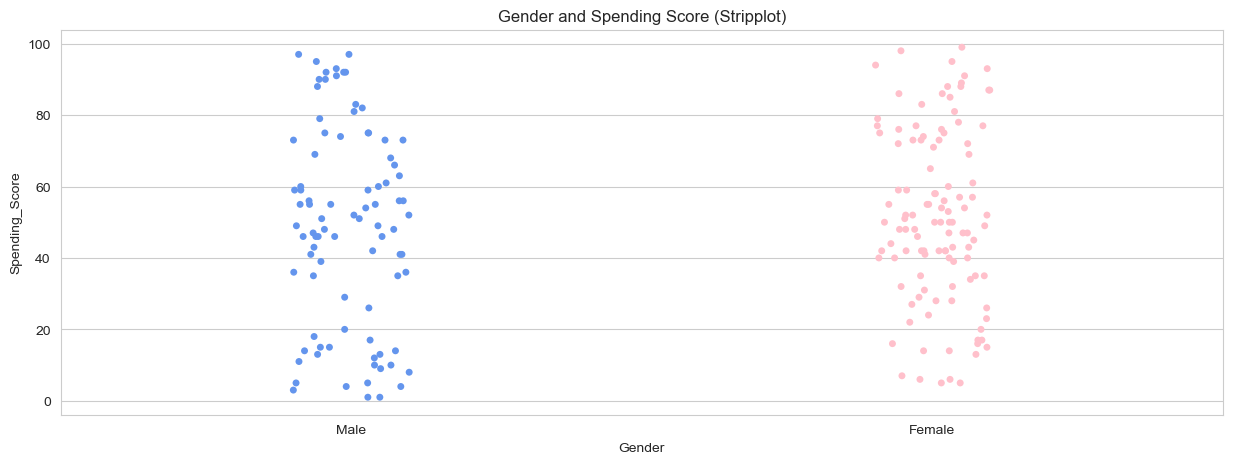 Gender and Spending Score (Stripplot)
100
80
60
40
20
0
Spending_Score
Male
Female
Gender